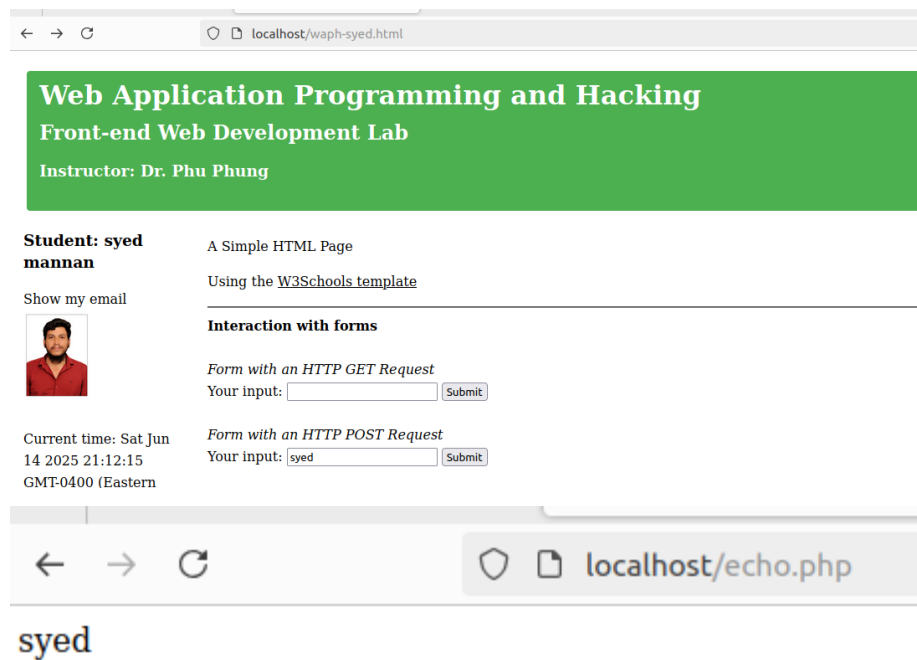 localhost/waph-syed.html
Web Application Programming and Hacking
Front-end Web Development Lab
Instructor: Dr. Phu Phung
Student: syed
mannan
Show my email
Current time: Sat Jun
14 2025 21:12:15
GMT-0400 (Eastern
A Simple HTML Page
Using the W3Schools template
Interaction with forms
Form with an HTTP GET Request
Your input: Submit
Form with an HTTP POST Request
Your input: syed Submit
localhost/echo.php
syed